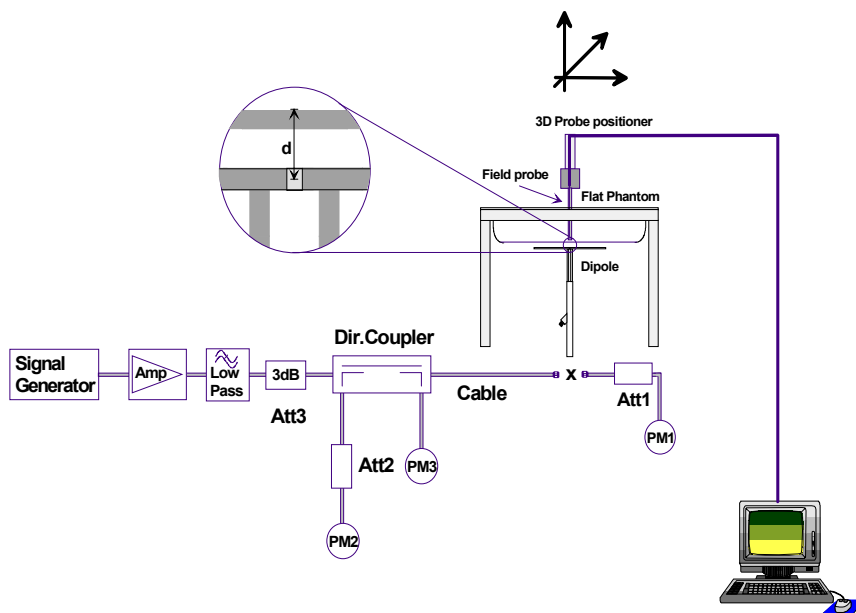 3D Probe positioner
d
Field probe
Flat Phantom
Dipole
Dir.Coupler
Signal
Generator
Amp
Low
Pass
3dB
Att3
Cable
x
Att1
PM1
Att2
PM3
PM2